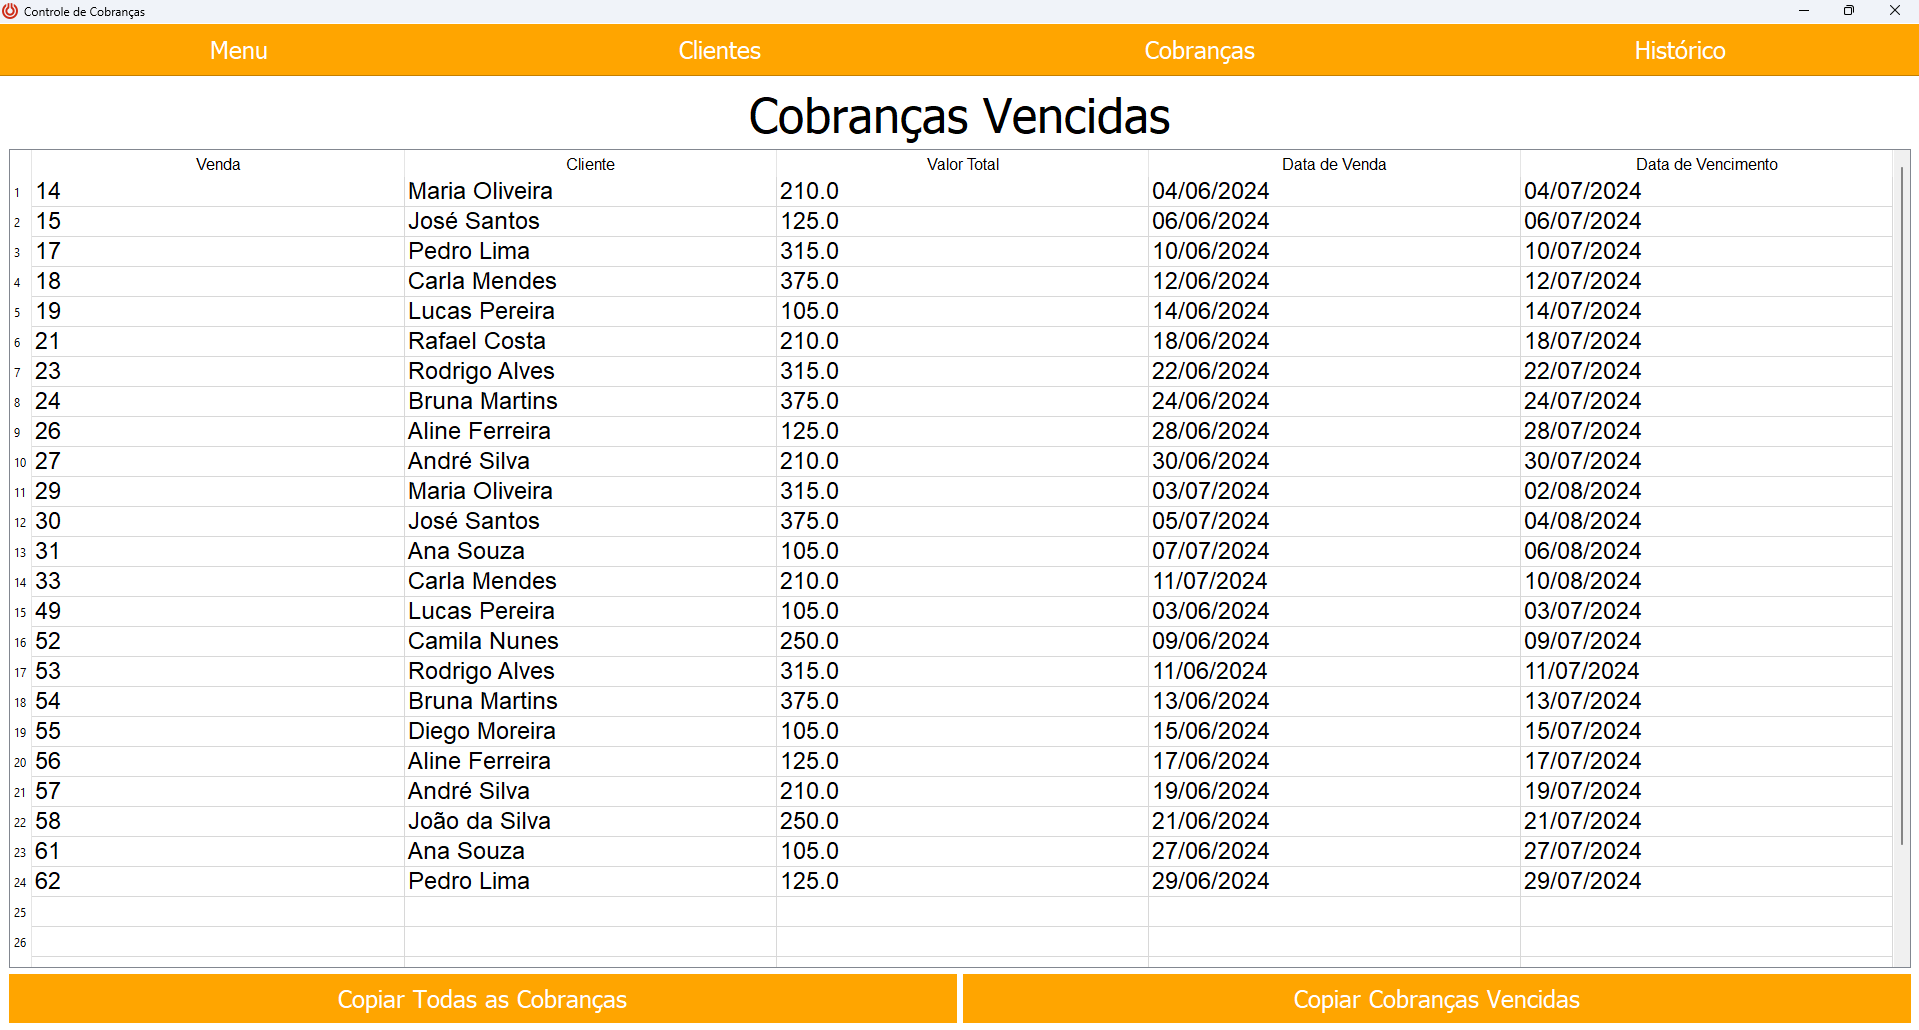 Controle de Cobranças
Menu Clientes Cobranças Histórico
Cobranças Vencidas
Venda Cliente Valor Total Data de Venda Data de Vencimento
1 14 Maria Oliveira 210.0 04/06/2024 04/07/2024
2 15 José Santos 125.0 06/06/2024 06/07/2024
3 17 Pedro Lima 315.0 10/06/2024 10/07/2024
4 18 Carla Mendes 375.0 12/06/2024 12/07/2024
5 19 Lucas Pereira 105.0 14/06/2024 14/07/2024
6 21 Rafael Costa 210.0 18/06/2024 18/07/2024
7 23 Rodrigo Alves 315.0 22/06/2024 22/07/2024
8 24 Bruna Martins 375.0 24/06/2024 24/07/2024
9 26 Aline Ferreira 125.0 28/06/2024 28/07/2024
10 27 André Silva 210.0 30/06/2024 30/07/2024
11 29 Maria Oliveira 315.0 03/07/2024 02/08/2024
12 30 José Santos 375.0 05/07/2024 04/08/2024
13 31 Ana Souza 105.0 07/07/2024 06/08/2024
14 33 Carla Mendes 210.0 11/07/2024 10/08/2024
15 49 Lucas Pereira 105.0 03/06/2024 03/07/2024
16 52 Camila Nunes 250.0 09/06/2024 09/07/2024
17 53 Rodrigo Alves 315.0 11/06/2024 11/07/2024
18 54 Bruna Martins 375.0 13/06/2024 13/07/2024
19 55 Diego Moreira 105.0 15/06/2024 15/07/2024
20 56 Aline Ferreira 125.0 17/06/2024 17/07/2024
21 57 André Silva 210.0 19/06/2024 19/07/2024
22 58 João da Silva 250.0 21/06/2024 21/07/2024
23 61 Ana Souza 105.0 27/06/2024 27/07/2024
24 62 Pedro Lima 125.0 29/06/2024 29/07/2024
25
26
Copiar Todas as Cobranças Copiar Cobranças Vencidas